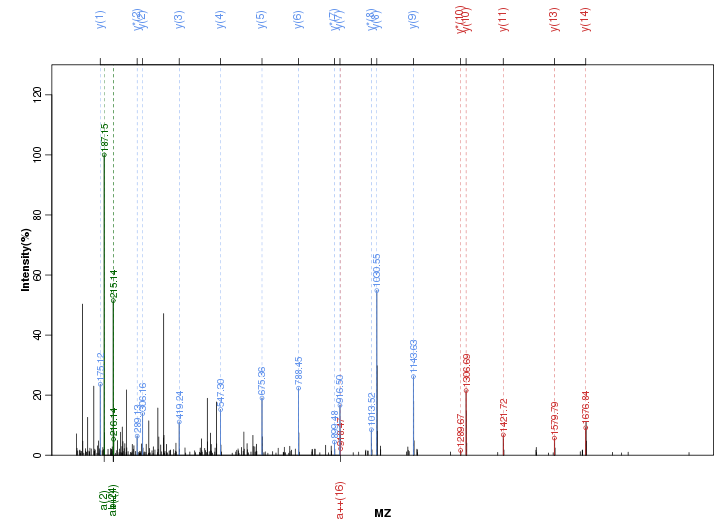 y(1)
y*(2)
y(2)
y(3)
y(4)
y(5)
y(6)
y*(7)
y(7)
y*(8)
y(8)
y(9)
y*(10)
y(10)
y(11)
y(13)
y(14)
Intensity(%)
0
20
40
60
80
100
120
175.12
187.15
215.14
216.14
289.13
306.16
419.24
547.30
675.36
788.45
899.48
916.50
1013.52
1030.55
1143.63
1289.67
1306.69
1421.72
1579.79
1676.84
a(2)
a++(16)
MZ